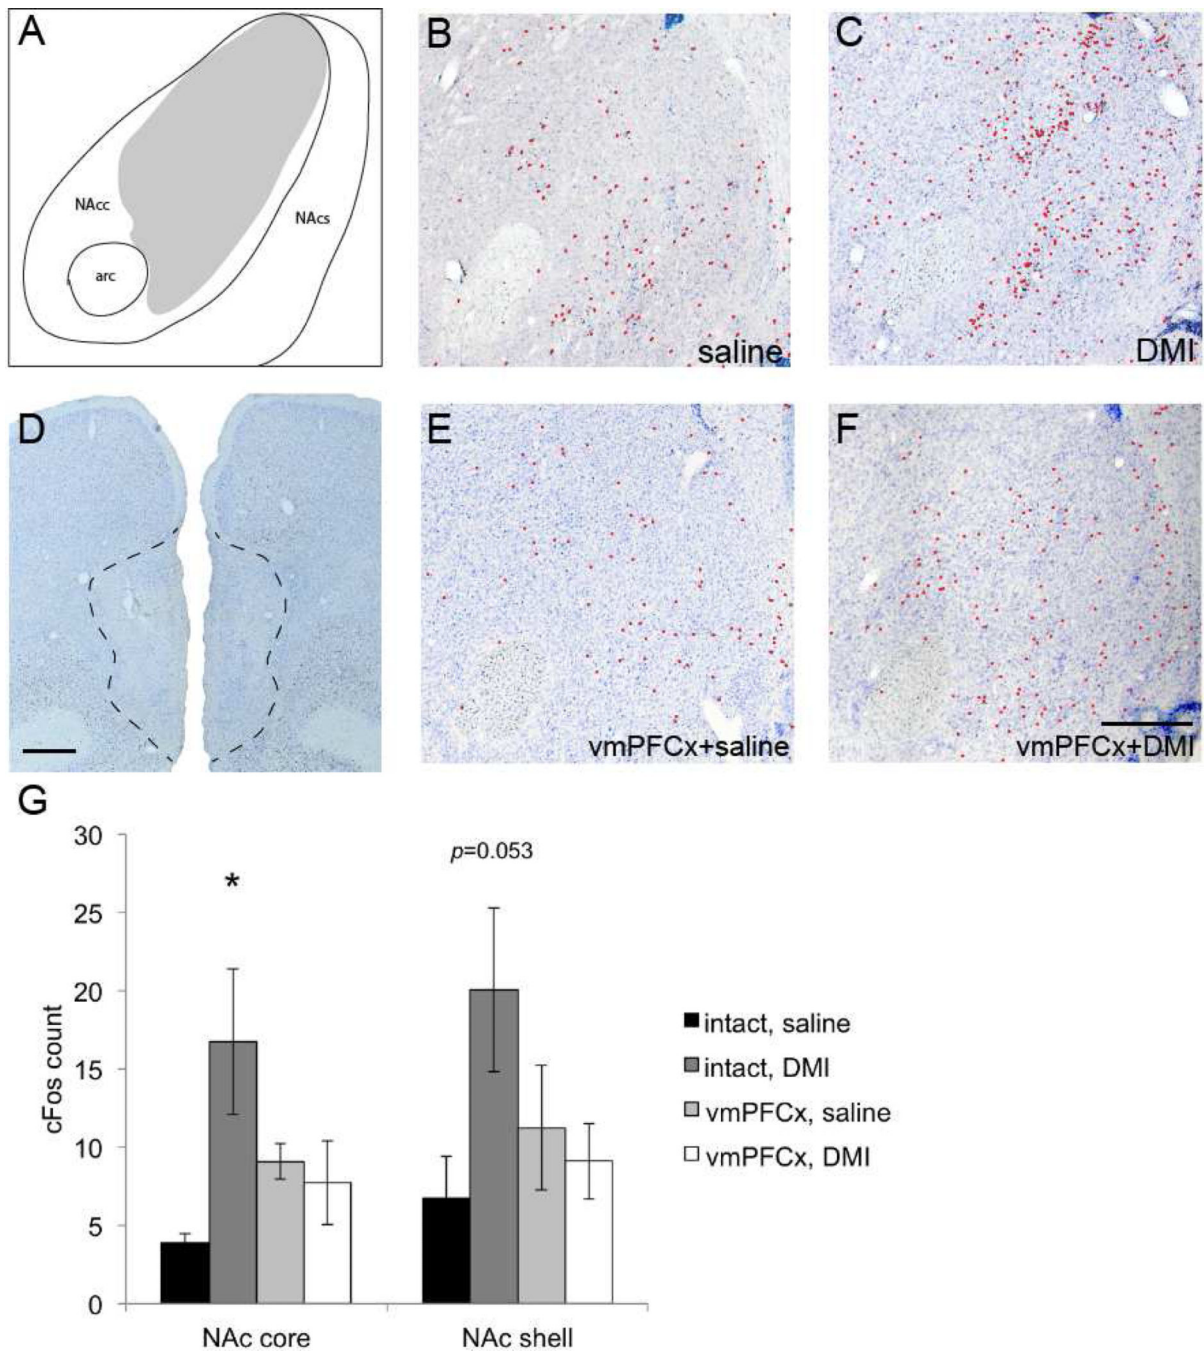 A
NAcc
NAcs
arc
B
saline
C
DMI
D
E
vmPFCx+saline
F
vmPFCx+DMI
G
30
25
20
15
10
5
0
cFos count
*
p=0.053
NAc core
NAc shell
intact, saline
intact, DMI
vmPFCx, saline
vmPFCx, DMI